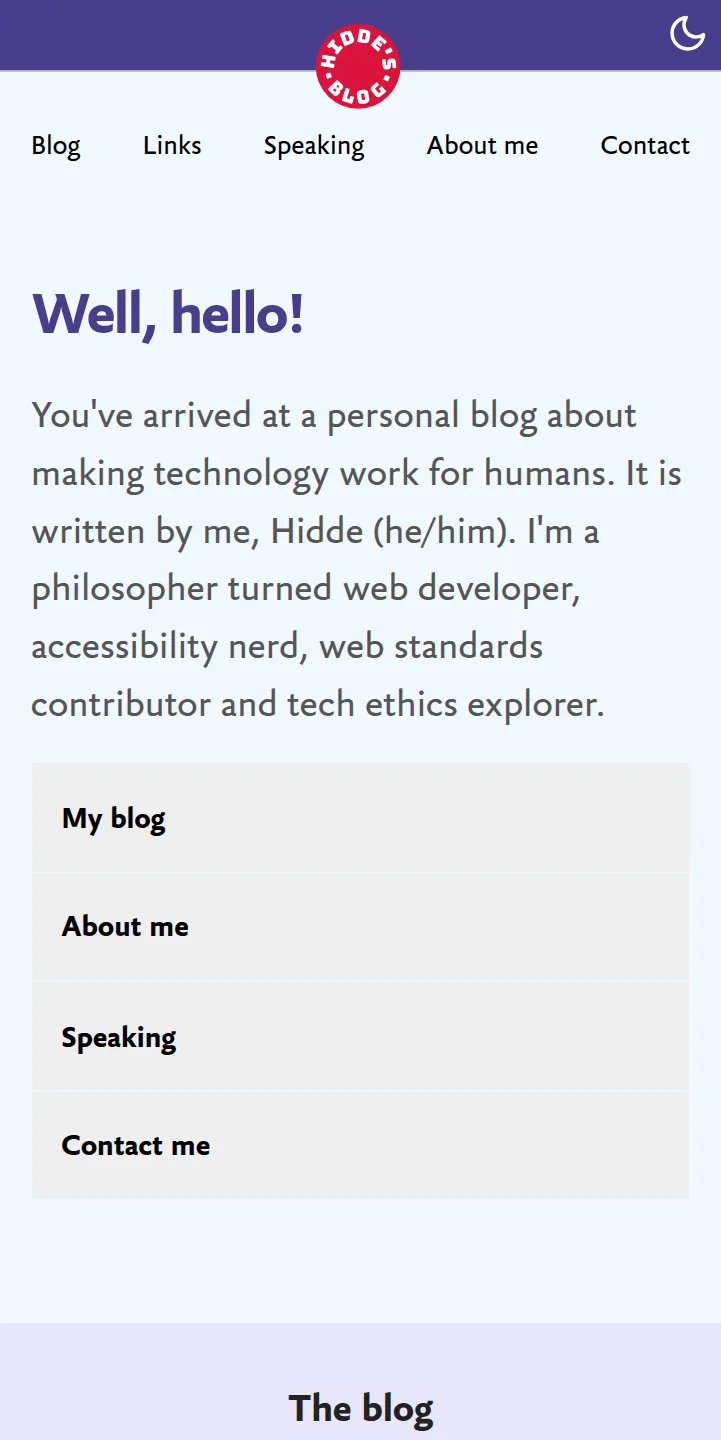 HIDDE'S
BLOG
Blog Links Speaking About me Contact
Well, hello!
You've arrived at a personal blog about
making technology work for humans. It is
written by me, Hidde (he/him). I'm a
philosopher turned web developer,
accessibility nerd, web standards
contributor and tech ethics explorer.
My blog
About me
Speaking
Contact me
The blog